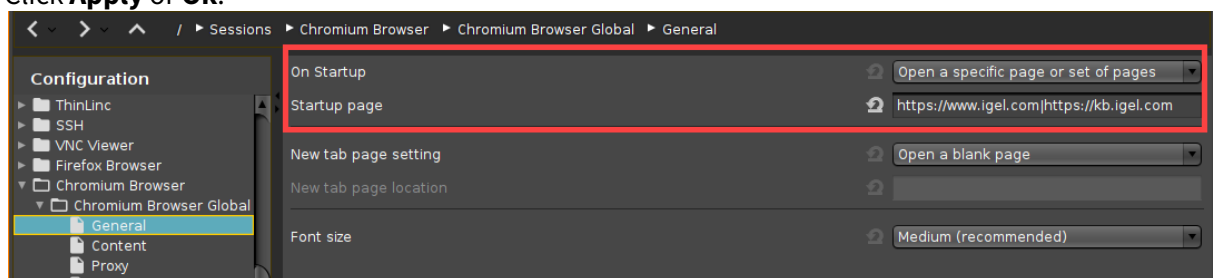 Click Apply or Ok.
/ Sessions Chromium Browser Chromium Browser Global General
Configuration
ThinLinc
SSH
VNC Viewer
Firefox Browser
Chromium Browser
Chromium Browser Global
General
Content
Proxy
On Startup
Open a specific page or set of pages
Startup page
https://www.igel.com|https://kb.igel.com
New tab page setting
Open a blank page
New tab page location
Font size
Medium (recommended)